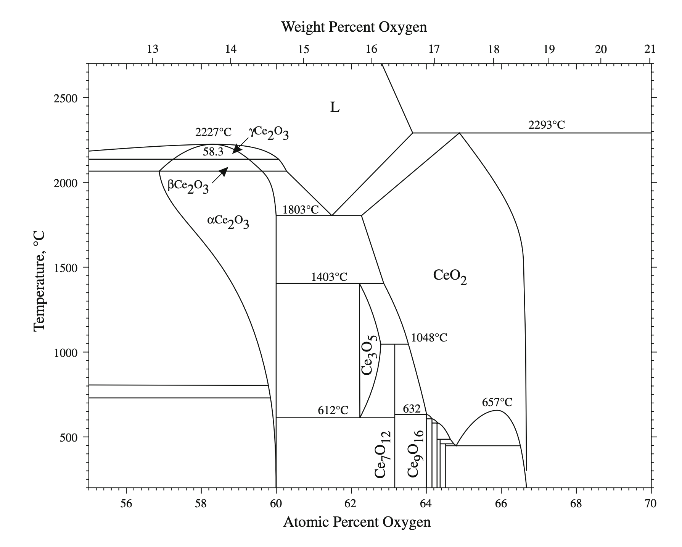 Weight Percent Oxygen
13 14 15 16 17 18 19 20 21
2500
2000
1500
1000
500
Temperature, °C
L
2293°C
2227°C
γCe2O3
58.3
βCe2O3
αCe2O3
1803°C
1403°C
CeO2
Ce3O5
1048°C
657°C
612°C
632
Ce7O12
Ce9O16
56 58 60 62 64 66 68 70
Atomic Percent Oxygen